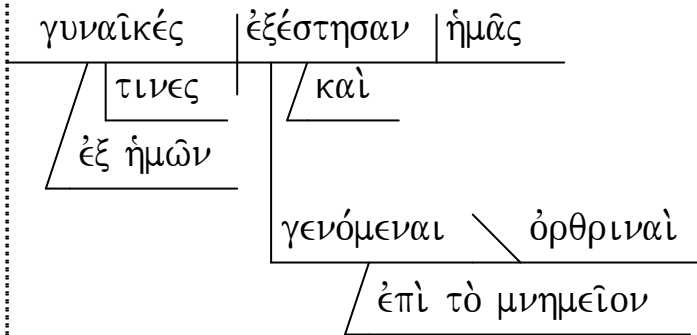 γυναῖκές ἐξέστησαν ἡμᾶς
τινες καὶ
ἐξ ἡμῶν
γενόμεναι ὀρθριναὶ
ἐπὶ τὸ μνημεῖον